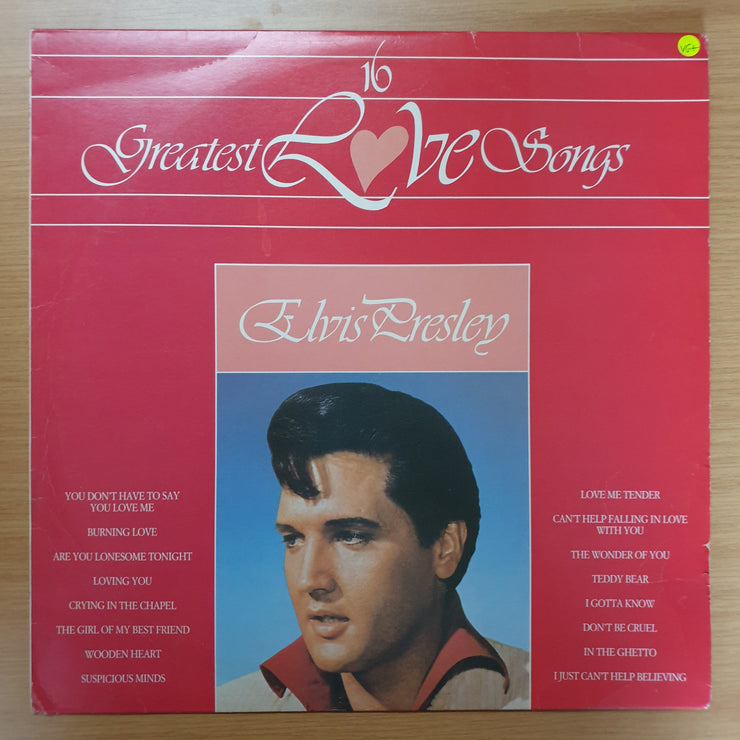 VG+
16
Greatest Love Songs
Elvis Presley
YOU DON'T HAVE TO SAY
YOU LOVE ME
BURNING LOVE
ARE YOU LONESOME TONIGHT
LOVING YOU
CRYING IN THE CHAPEL
THE GIRL OF MY BEST FRIEND
WOODEN HEART
SUSPICIOUS MINDS
LOVE ME TENDER
CAN'T HELP FALLING IN LOVE
WITH YOU
THE WONDER OF YOU
TEDDY BEAR
I GOTTA KNOW
DON'T BE CRUEL
IN THE GHETTO
I JUST CAN'T HELP BELIEVING